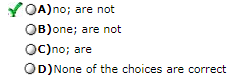 A) no; are not
B) one; are not
C) no; are
D) None of the choices are correct